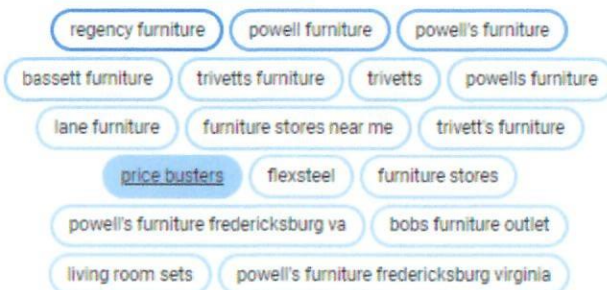 regency furniture powell furniture powell's furniture
bassett furniture trivetts furniture trivetts powells furniture
lane furniture furniture stores near me trivett's furniture
price busters flexsteel furniture stores
powell's furniture fredericksburg va bobs furniture outlet
living room sets powell's furniture fredericksburg virginia